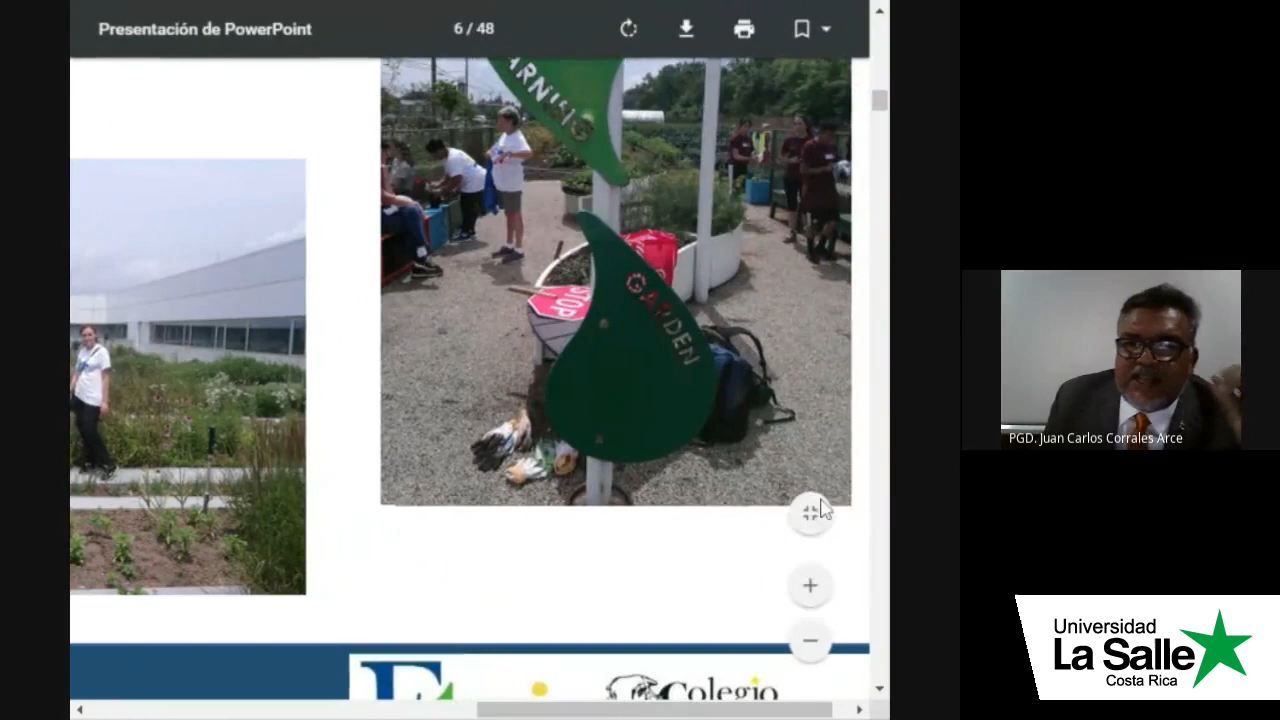 Presentación de PowerPoint
6 / 48
STOP
GARDEN
PGD. Juan Carlos Corrales Arce
Universidad
La Salle
Costa Rica
Colegio